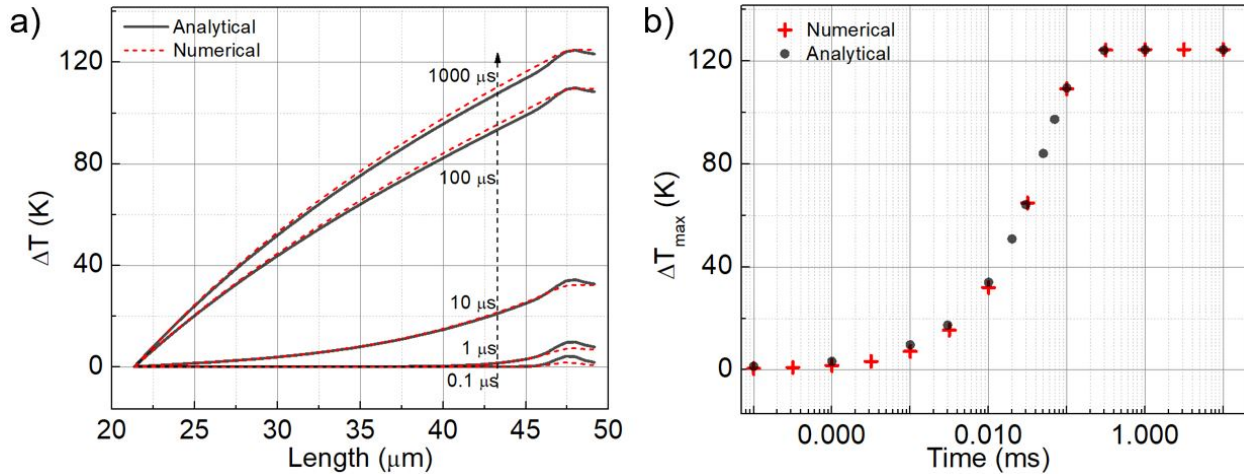 a)
Analytical
Numerical
120
80
40
0
ΔT (K)
1000 μs
100 μs
10 μs
1 μs
0.1 μs
20 25 30 35 40 45 50
Length (μm)
b)
Numerical
Analytical
120
80
40
0
ΔTmax (K)
0.000 0.010 1.000
Time (ms)